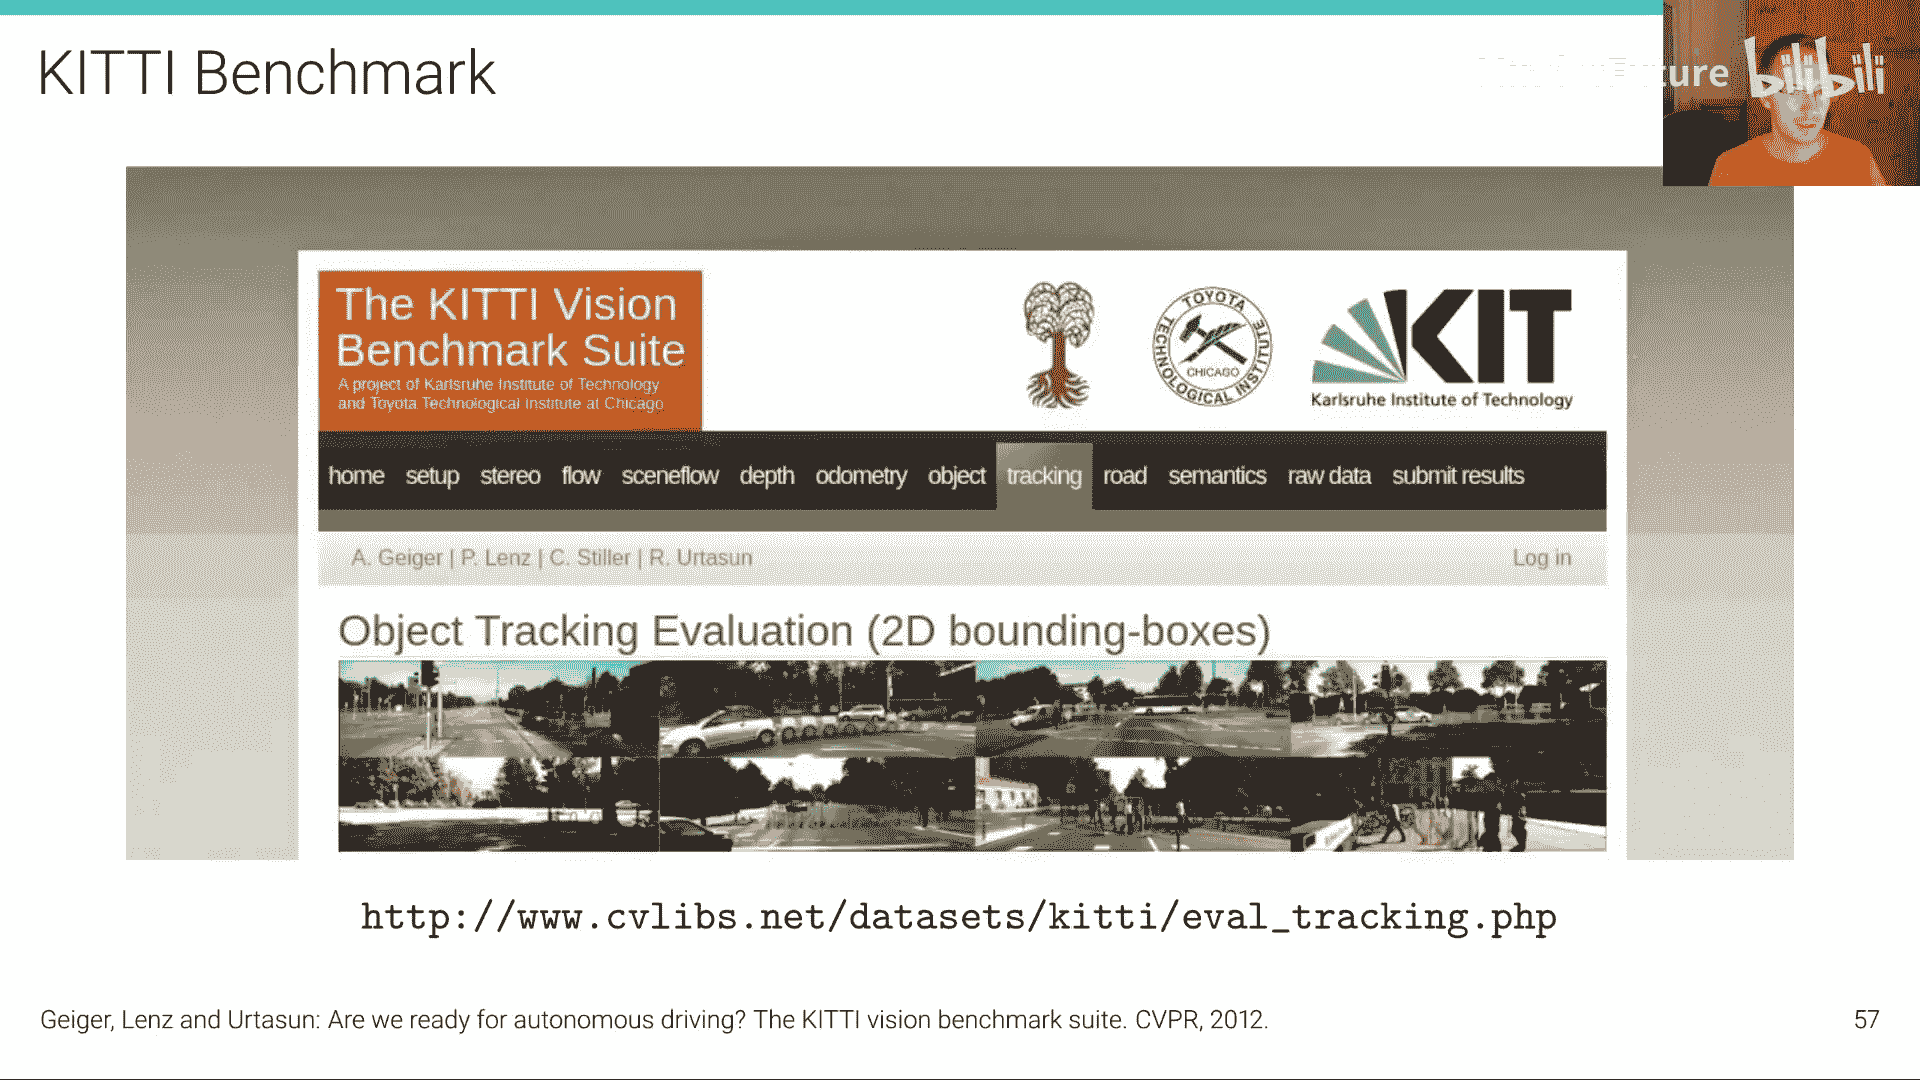 KITTI Benchmark
ture bilibili
The KITTI Vision
Benchmark Suite
A project of Karlsruhe Institute of Technology
and Toyota Technological Institute at Chicago
TOYOTA TECHNOLOGICAL INSTITUTE
CHICAGO
KIT
Karlsruhe Institute of Technology
home setup stereo flow sceneflow depth odometry object tracking road semantics raw data submit results
A. Geiger | P. Lenz | C. Stiller | R. Urtasun Log in
Object Tracking Evaluation (2D bounding-boxes)
http://www.cvlibs.net/datasets/kitti/eval_tracking.php
Geiger, Lenz and Urtasun: Are we ready for autonomous driving? The KITTI vision benchmark suite. CVPR, 2012. 57